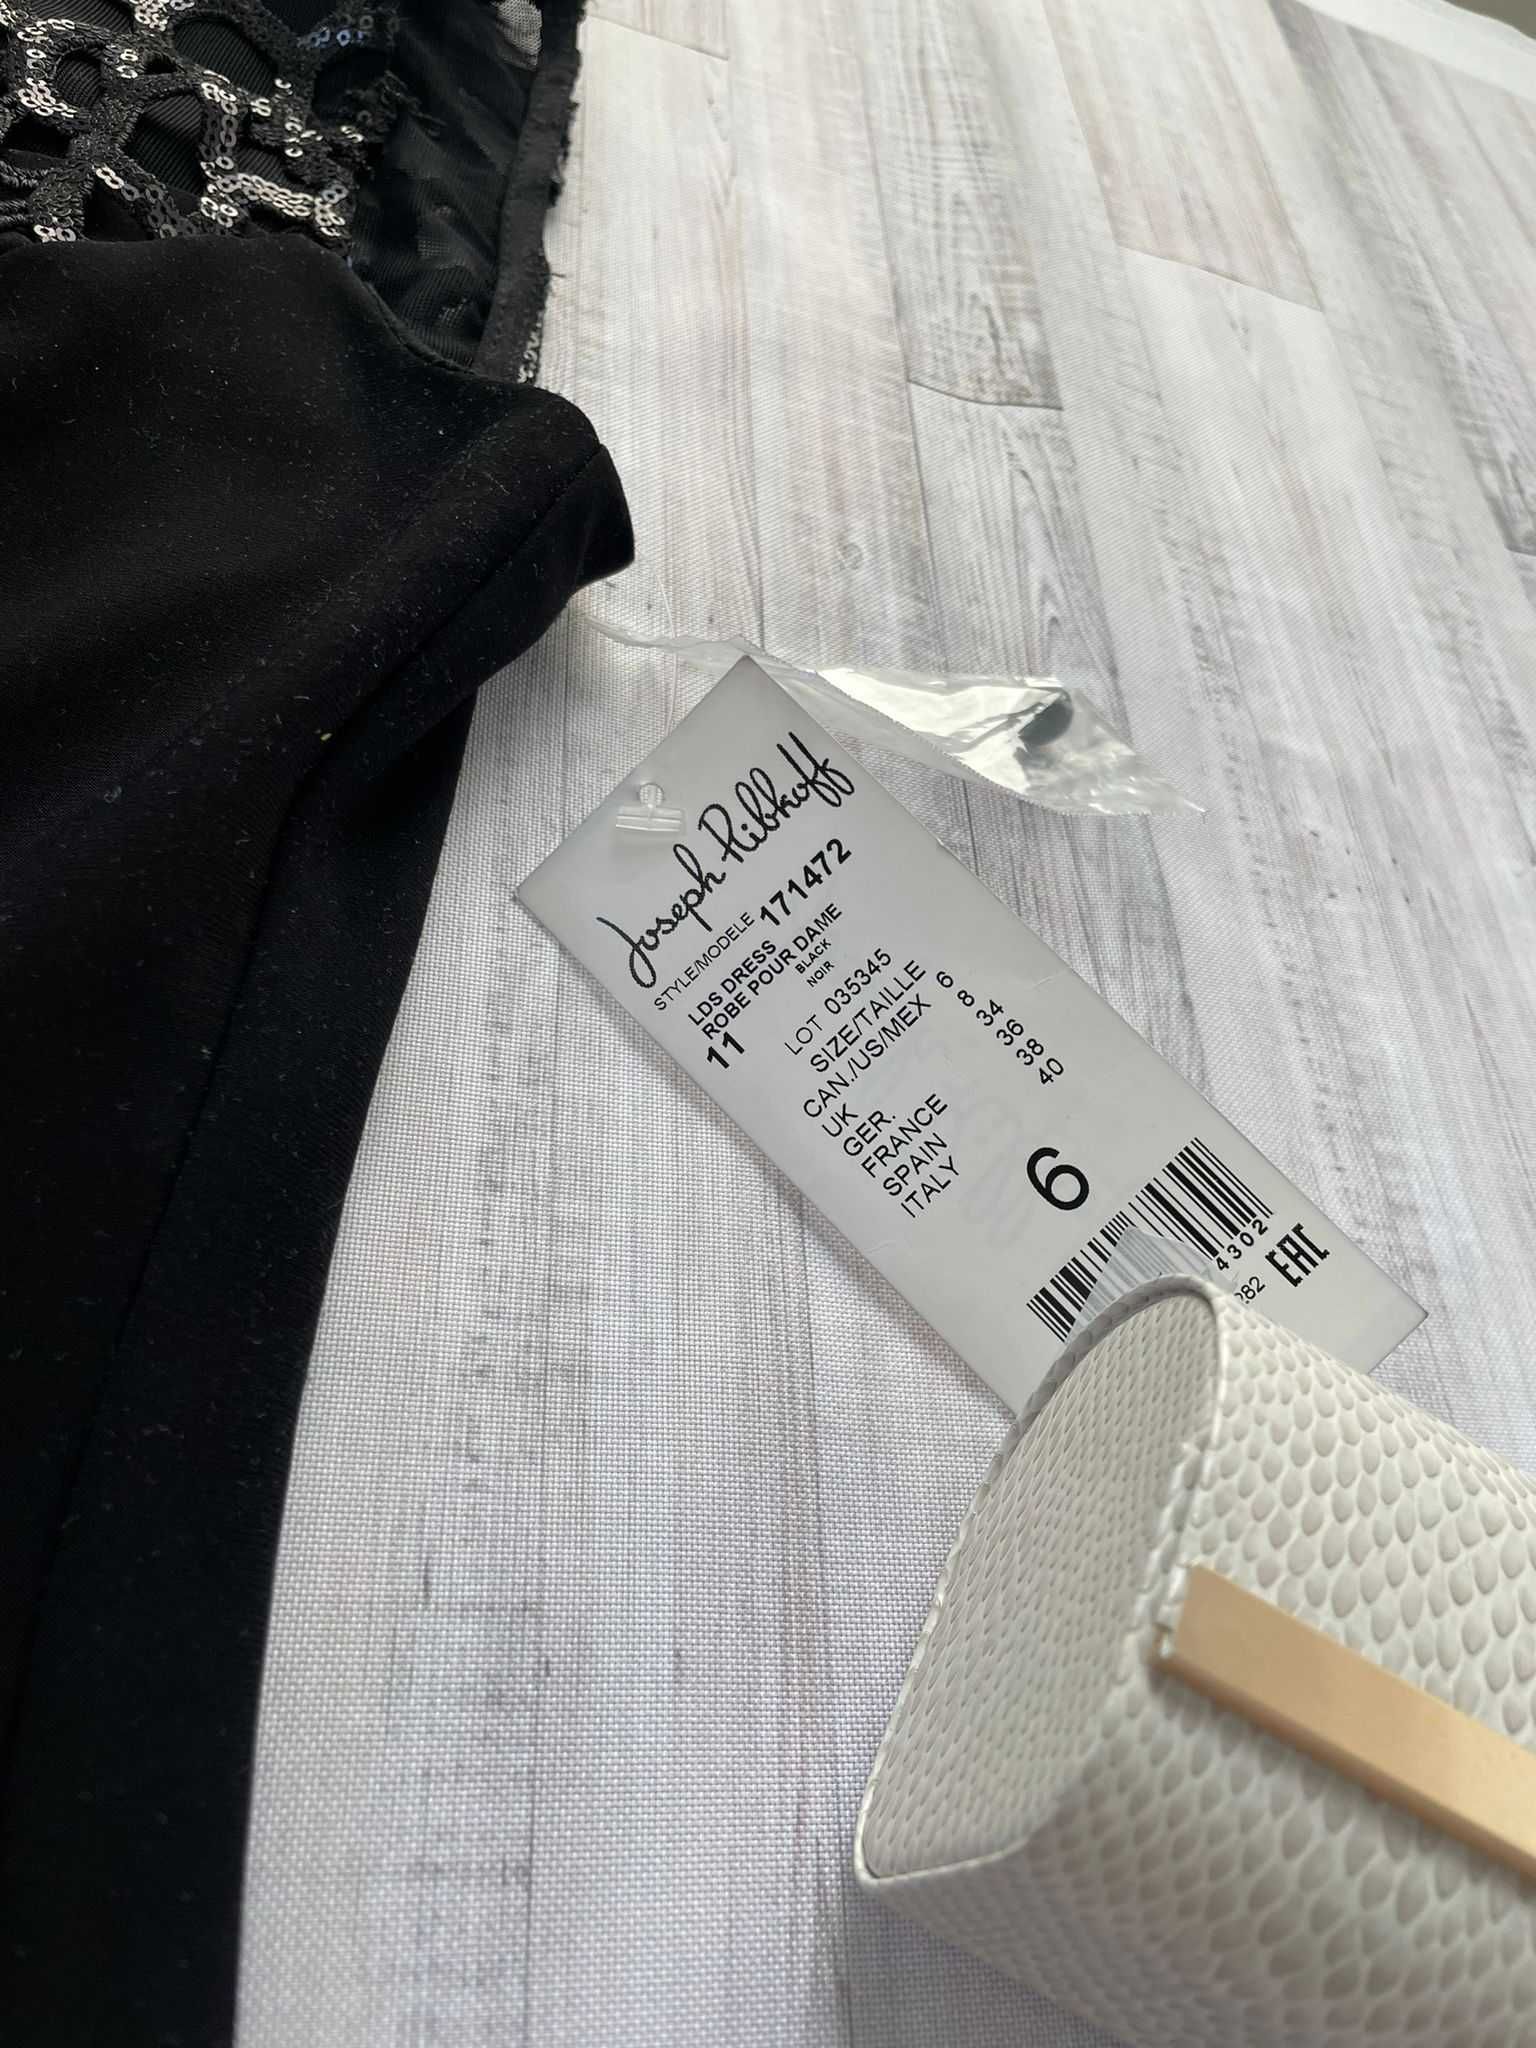 Joseph Ribkoff
STYLE/MODELE 171472
LDS DRESS
ROBE POUR DAME
11 BLACK
NOIR
LOT 035345
SIZE/TAILLE
CAN./US/MEX 6
UK 8
GER. 34
FRANCE 36
SPAIN 38
ITALY 40
6
4302
282
EAC